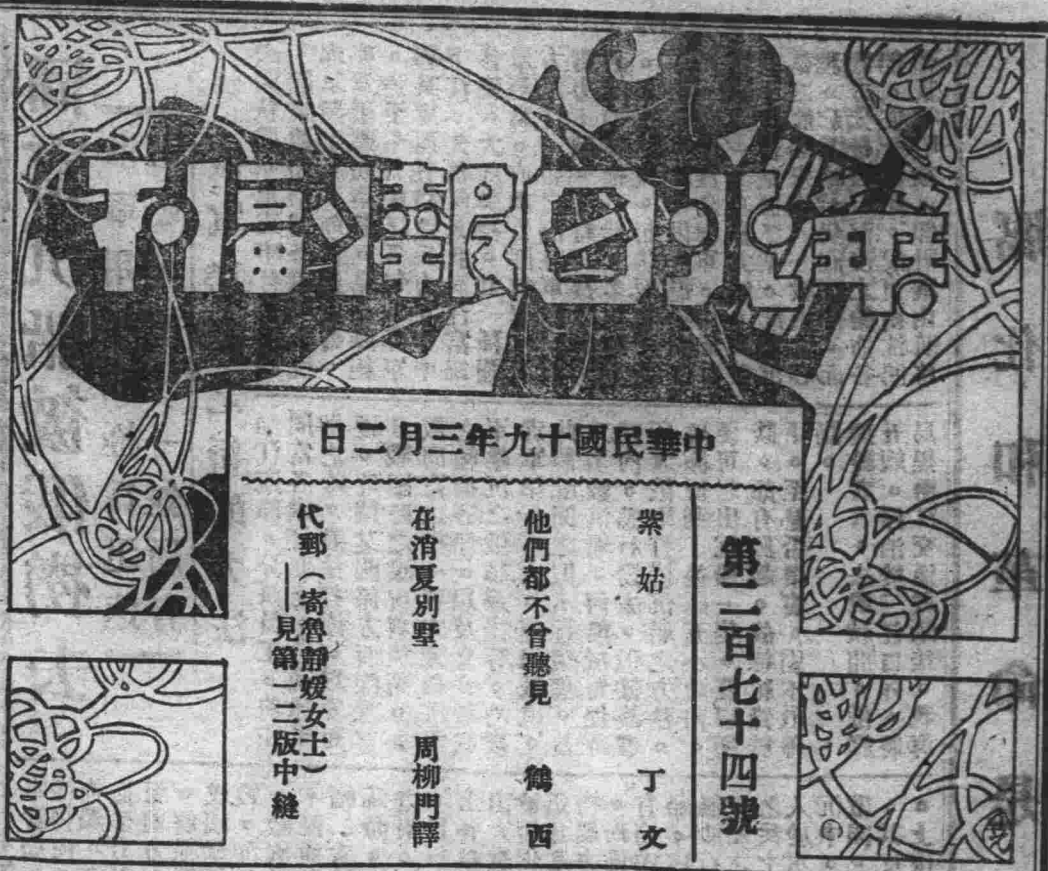 華北日報副刊
中華民國十九年三月二日
第二百七十四號
紫姑 丁文
他們都不曾聽見 鶴西
在消夏別墅 周柳門譯
代郵（寄魯靜媛女士）
——見第一二版中縫